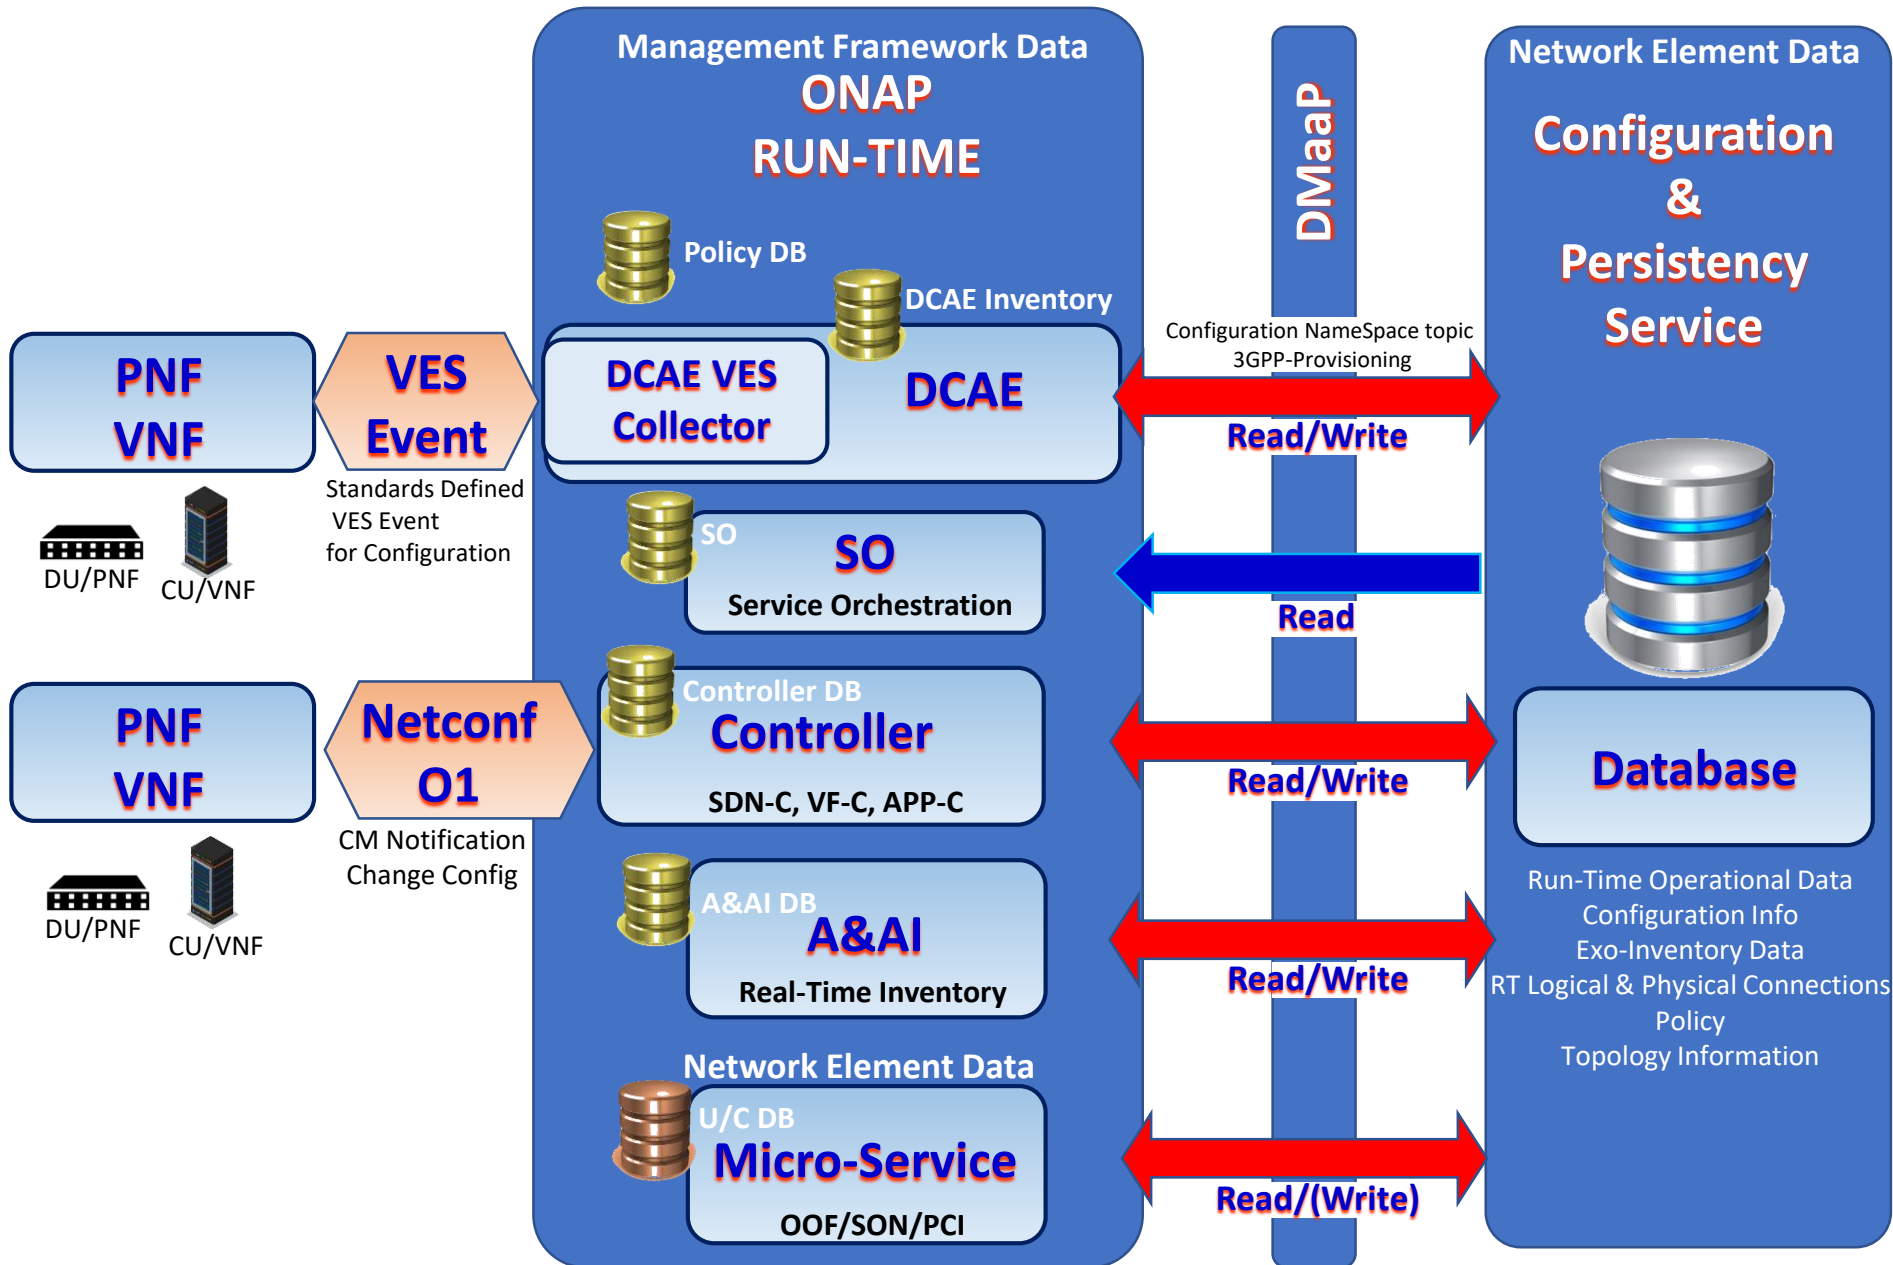 Management Framework Data
ONAP
RUN-TIME
Policy DB
DCAE Inventory
PNF
VNF
VES
Event
DCAE VES
Collector
DCAE
Standards Defined
VES Event
for Configuration
DU/PNF
CU/VNF
SO
SO
Service Orchestration
PNF
VNF
Netconf
O1
Controller DB
Controller
SDN-C, VF-C, APP-C
CM Notification
Change Config
DU/PNF
CU/VNF
A&AI DB
A&AI
Real-Time Inventory
Network Element Data
U/C DB
Micro-Service
OOF/SON/PCI
DMaaP
Configuration NameSpace topic
3GPP-Provisioning
Read/Write
Read
Read/Write
Read/Write
Read/(Write)
Network Element Data
Configuration
&
Persistency
Service
Database
Run-Time Operational Data
Configuration Info
Exo-Inventory Data
RT Logical & Physical Connections
Policy
Topology Information